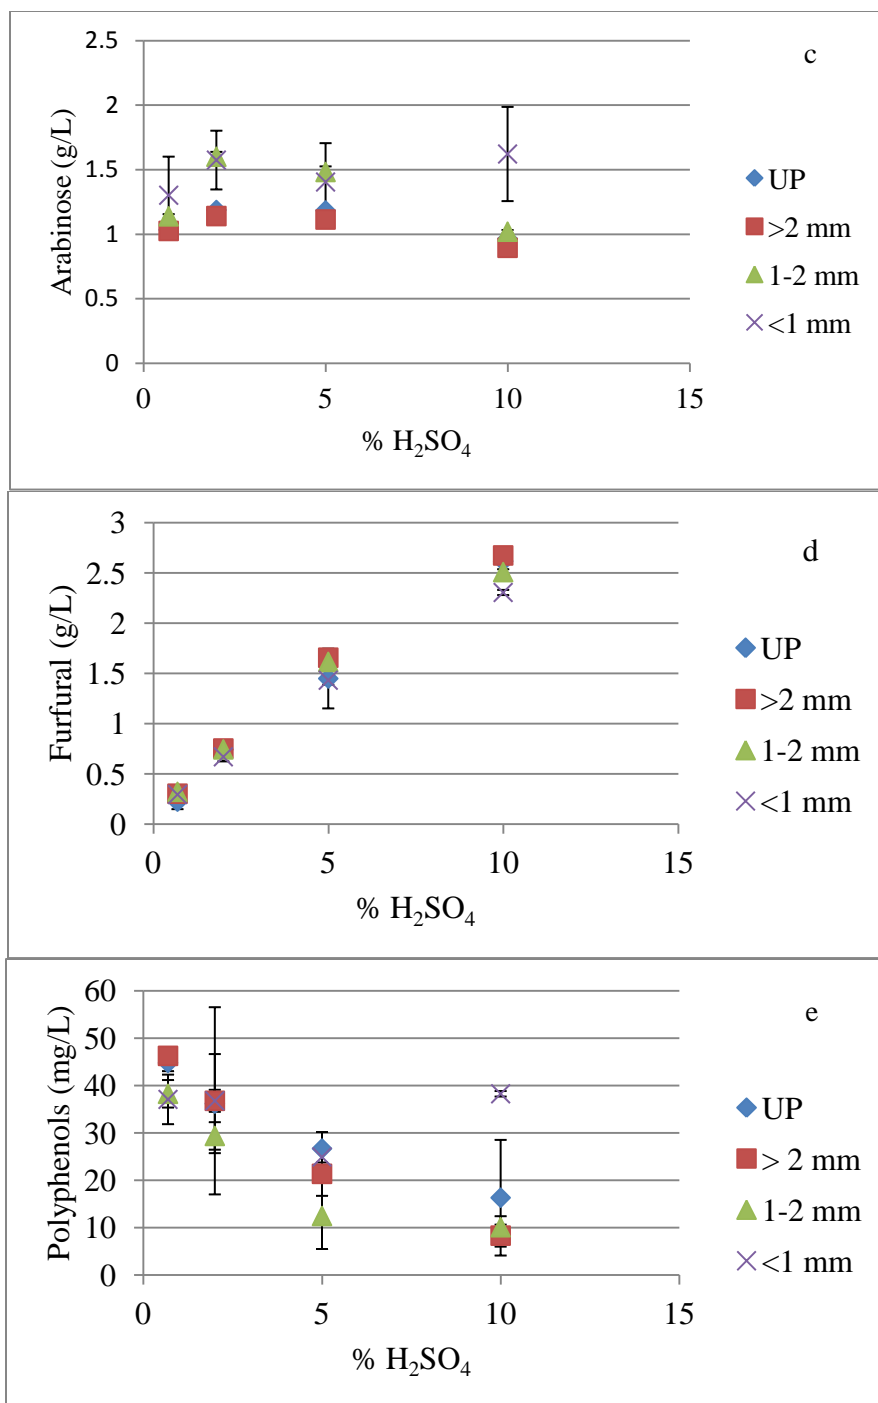 c
2.5
2
1.5
1
0.5
0
Arabinose (g/L)
0 5 10 15
% H₂SO₄
UP
>2 mm
1-2 mm
<1 mm
d
3
2.5
2
1.5
1
0.5
0
Furfural (g/L)
0 5 10 15
% H₂SO₄
UP
>2 mm
1-2 mm
<1 mm
e
60
50
40
30
20
10
0
Polyphenols (mg/L)
0 5 10 15
% H₂SO₄
UP
> 2 mm
1-2 mm
<1 mm